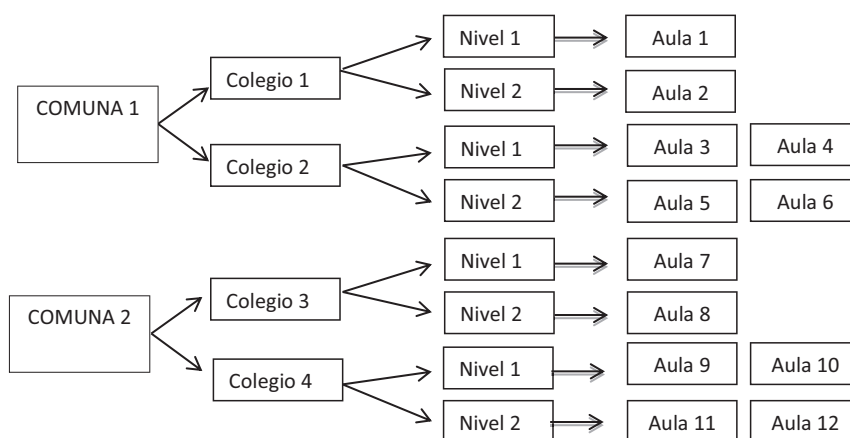 Nivel 1
Aula 1
Colegio 1
Nivel 2
Aula 2
COMUNA 1
Nivel 1
Aula 3
Aula 4
Colegio 2
Nivel 2
Aula 5
Aula 6
Nivel 1
Aula 7
Colegio 3
Nivel 2
Aula 8
COMUNA 2
Nivel 1
Aula 9
Aula 10
Colegio 4
Nivel 2
Aula 11
Aula 12